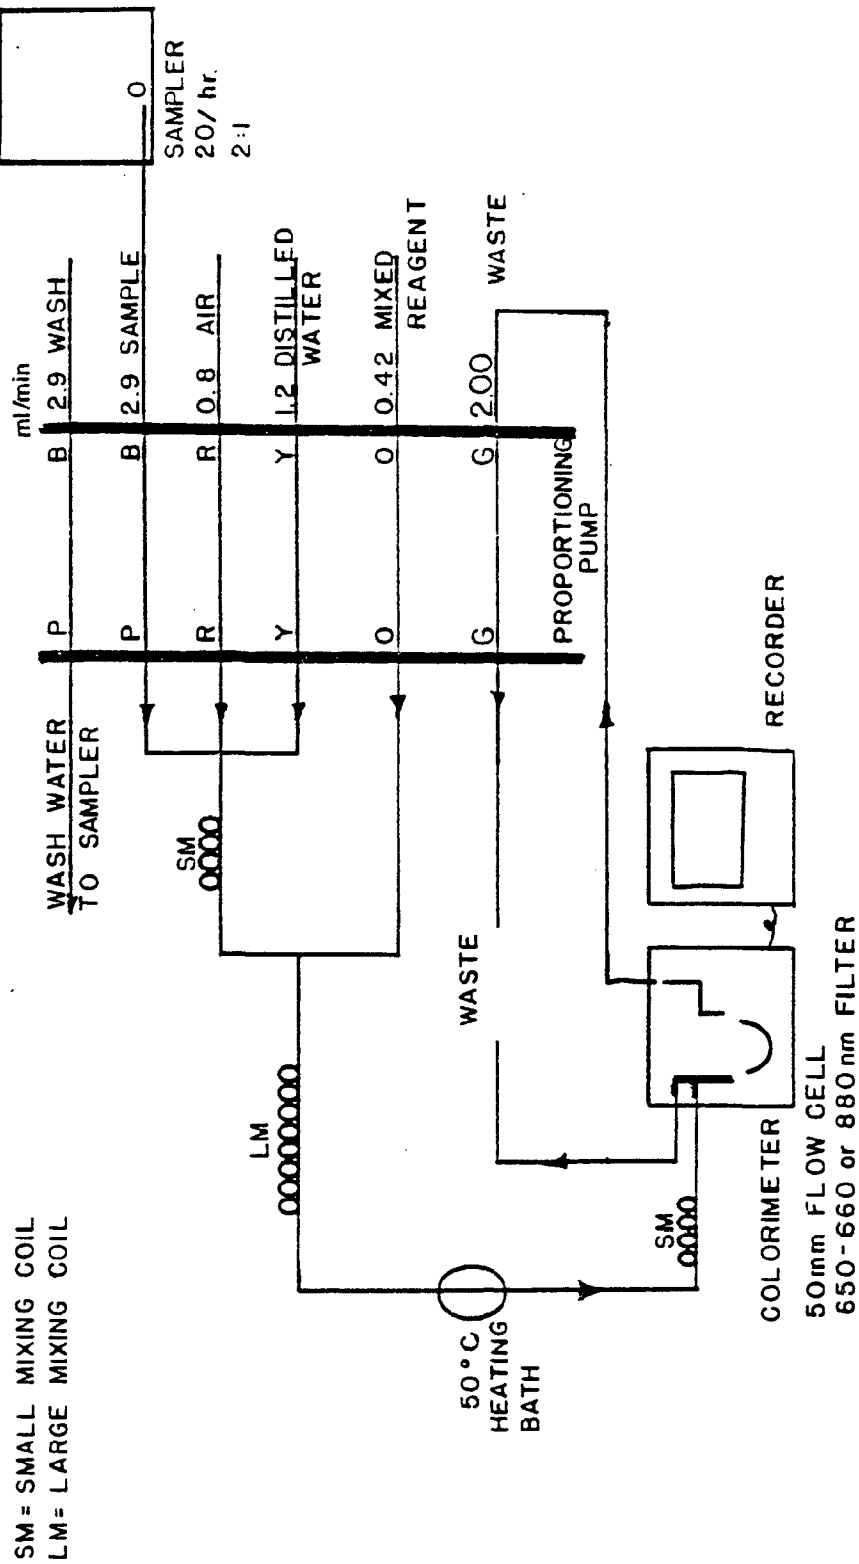 SM = SMALL MIXING COIL
LM = LARGE MIXING COIL
WASH WATER
TO SAMPLER
ml/min
P B 2.9 WASH
P B 2.9 SAMPLE
R R 0.8 AIR
Y Y 1.2 DISTILLED
WATER
O O 0.42 MIXED
REAGENT
G G 2.00 WASTE
O
SAMPLER
20/ hr.
2:1
SM
LM
WASTE
PROPORTIONING
PUMP
50°C
HEATING
BATH
SM
RECORDER
COLORIMETER
50mm FLOW CELL
650-660 or 880nm FILTER